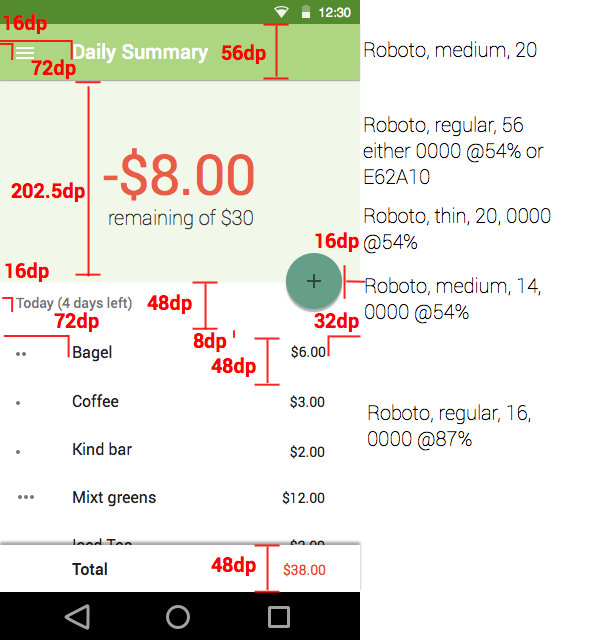 12:30
16dp
Daily Summary
56dp
Roboto, medium, 20
72dp
Roboto, regular, 56
either 0000 @54% or
E62A10
-$8.00
202.5dp
remaining of $30
Roboto, thin, 20, 0000
@54%
16dp
16dp
+
Roboto, medium, 14,
0000 @54%
Today (4 days left)
48dp
72dp
32dp
8dp
Bagel
$6.00
48dp
Coffee
$3.00
Roboto, regular, 16,
0000 @87%
Kind bar
$2.00
Mixt greens
$12.00
Iced Tea
Total
48dp
$38.00